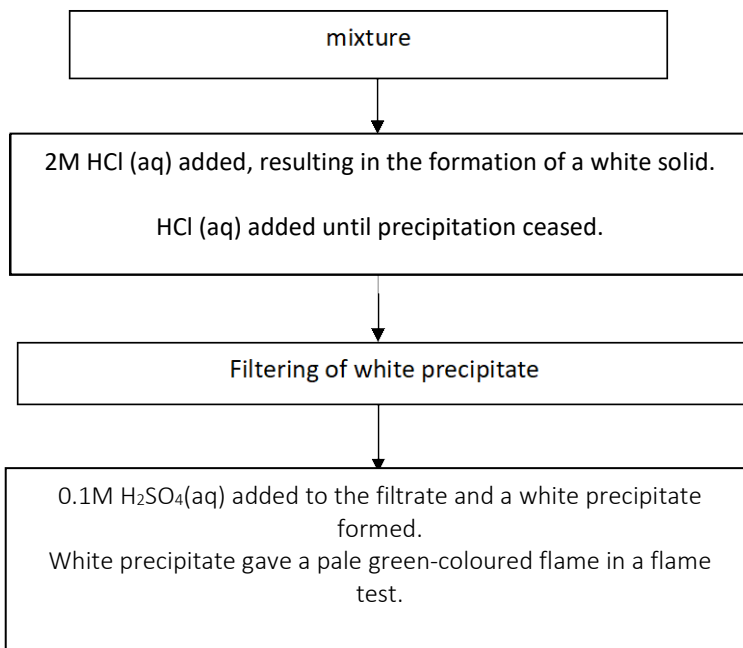 mixture
2M HCl (aq) added, resulting in the formation of a white solid.
HCl (aq) added until precipitation ceased.
Filtering of white precipitate
0.1M H₂SO₄(aq) added to the filtrate and a white precipitate
formed.
White precipitate gave a pale green-coloured flame in a flame
test.